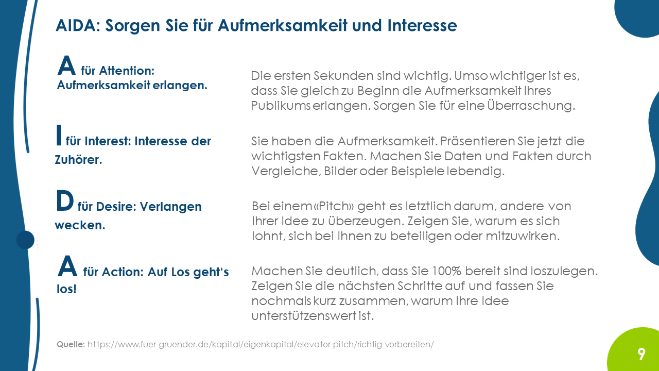 AIDA: Sorgen Sie für Aufmerksamkeit und Interesse
A für Attention:
Aufmerksamkeit erlangen.
Die ersten Sekunden sind wichtig. Umso wichtiger ist es,
dass Sie gleich zu Beginn die Aufmerksamkeit Ihres
Publikums erlangen. Sorgen Sie für eine Überraschung.
I für Interest: Interesse der
Zuhörer.
Sie haben die Aufmerksamkeit. Präsentieren Sie jetzt die
wichtigsten Fakten. Machen Sie Daten und Fakten durch
Vergleiche, Bilder oder Beispiele lebendig.
D für Desire: Verlangen
wecken.
Bei einem «Pitch» geht es letztlich darum, andere von
Ihrer Idee zu überzeugen. Zeigen Sie, warum es sich
lohnt, sich bei Ihnen zu beteiligen oder mitzuwirken.
A für Action: Auf Los geht's
los!
Machen Sie deutlich, dass Sie 100% bereit sind loszulegen.
Zeigen Sie die nächsten Schritte auf und fassen Sie
nochmals kurz zusammen, warum Ihre Idee
unterstützenswert ist.
Quelle: https://www.fuer-gruender.de/kapital/eigenkapital/elevator-pitch/richtig-vorbereiten/
9